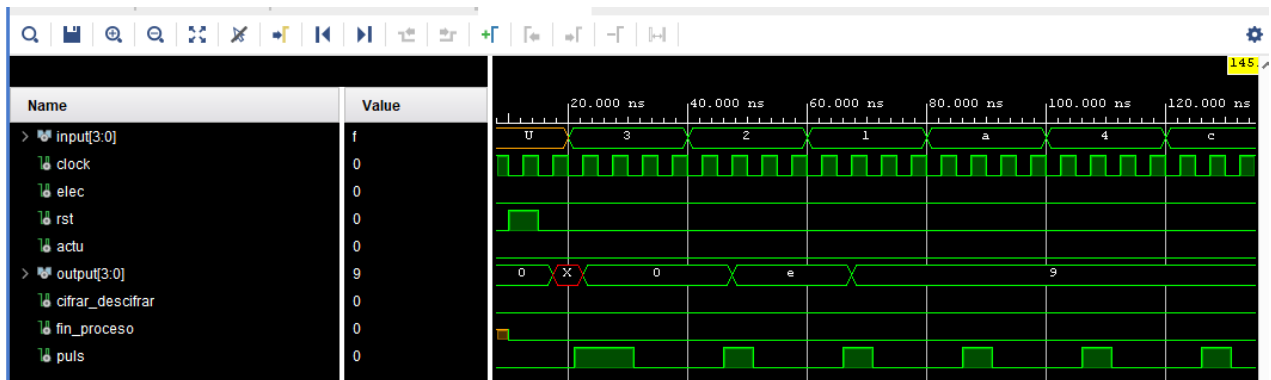 145.
Name Value
20.000 ns 40.000 ns 60.000 ns 80.000 ns 100.000 ns 120.000 ns
input[3:0] f U 3 2 1 a 4 c
clock 0
elec 0
rst 0
actu 0
output[3:0] 9 0 X 0 e 9
cifrar_descifrar 0
fin_proceso 0
puls 0